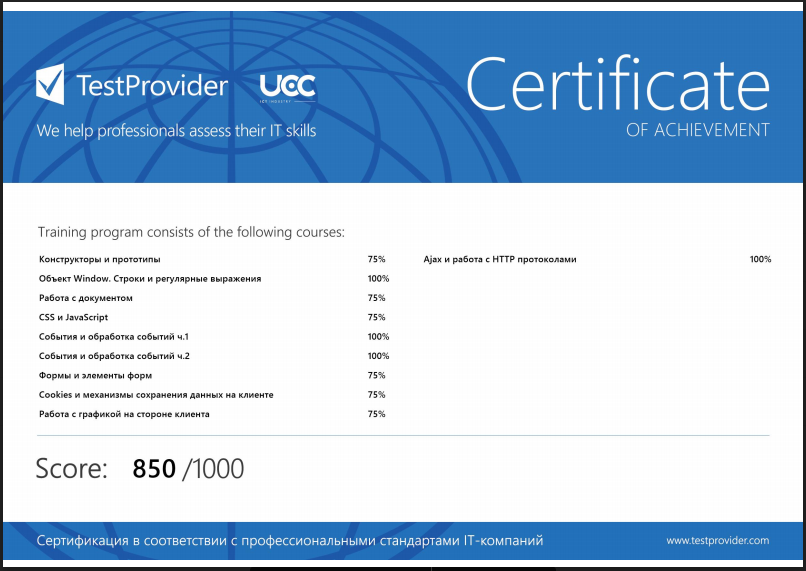 TestProvider
UCC
ICT INDUSTRY
We help professionals assess their IT skills
Certificate
OF ACHIEVEMENT
Training program consists of the following courses:
Конструкторы и прототипы 75%
Объект Window. Строки и регулярные выражения 100%
Работа с документом 75%
CSS и JavaScript 75%
События и обработка событий ч.1 100%
События и обработка событий ч.2 100%
Формы и элементы форм 75%
Cookies и механизмы сохранения данных на клиенте 75%
Работа с графикой на стороне клиента 75%
Ajax и работа с HTTP протоколами 100%
Score: 850 /1000
Сертификация в соответствии с профессиональными стандартами IT-компаний
www.testprovider.com